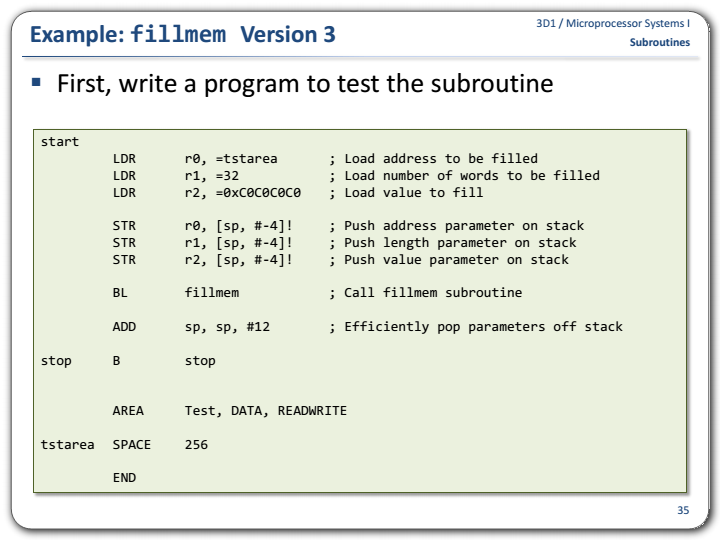 3D1 / Microprocessor Systems I
Example: fillmem Version 3
Subroutines
▪ First, write a program to test the subroutine
start
LDR r0, =tstarea ; Load address to be filled
LDR r1, =32 ; Load number of words to be filled
LDR r2, =0xC0C0C0C0 ; Load value to fill
STR r0, [sp, #-4]! ; Push address parameter on stack
STR r1, [sp, #-4]! ; Push length parameter on stack
STR r2, [sp, #-4]! ; Push value parameter on stack
BL fillmem ; Call fillmem subroutine
ADD sp, sp, #12 ; Efficiently pop parameters off stack
stop B stop
AREA Test, DATA, READWRITE
tstarea SPACE 256
END
35